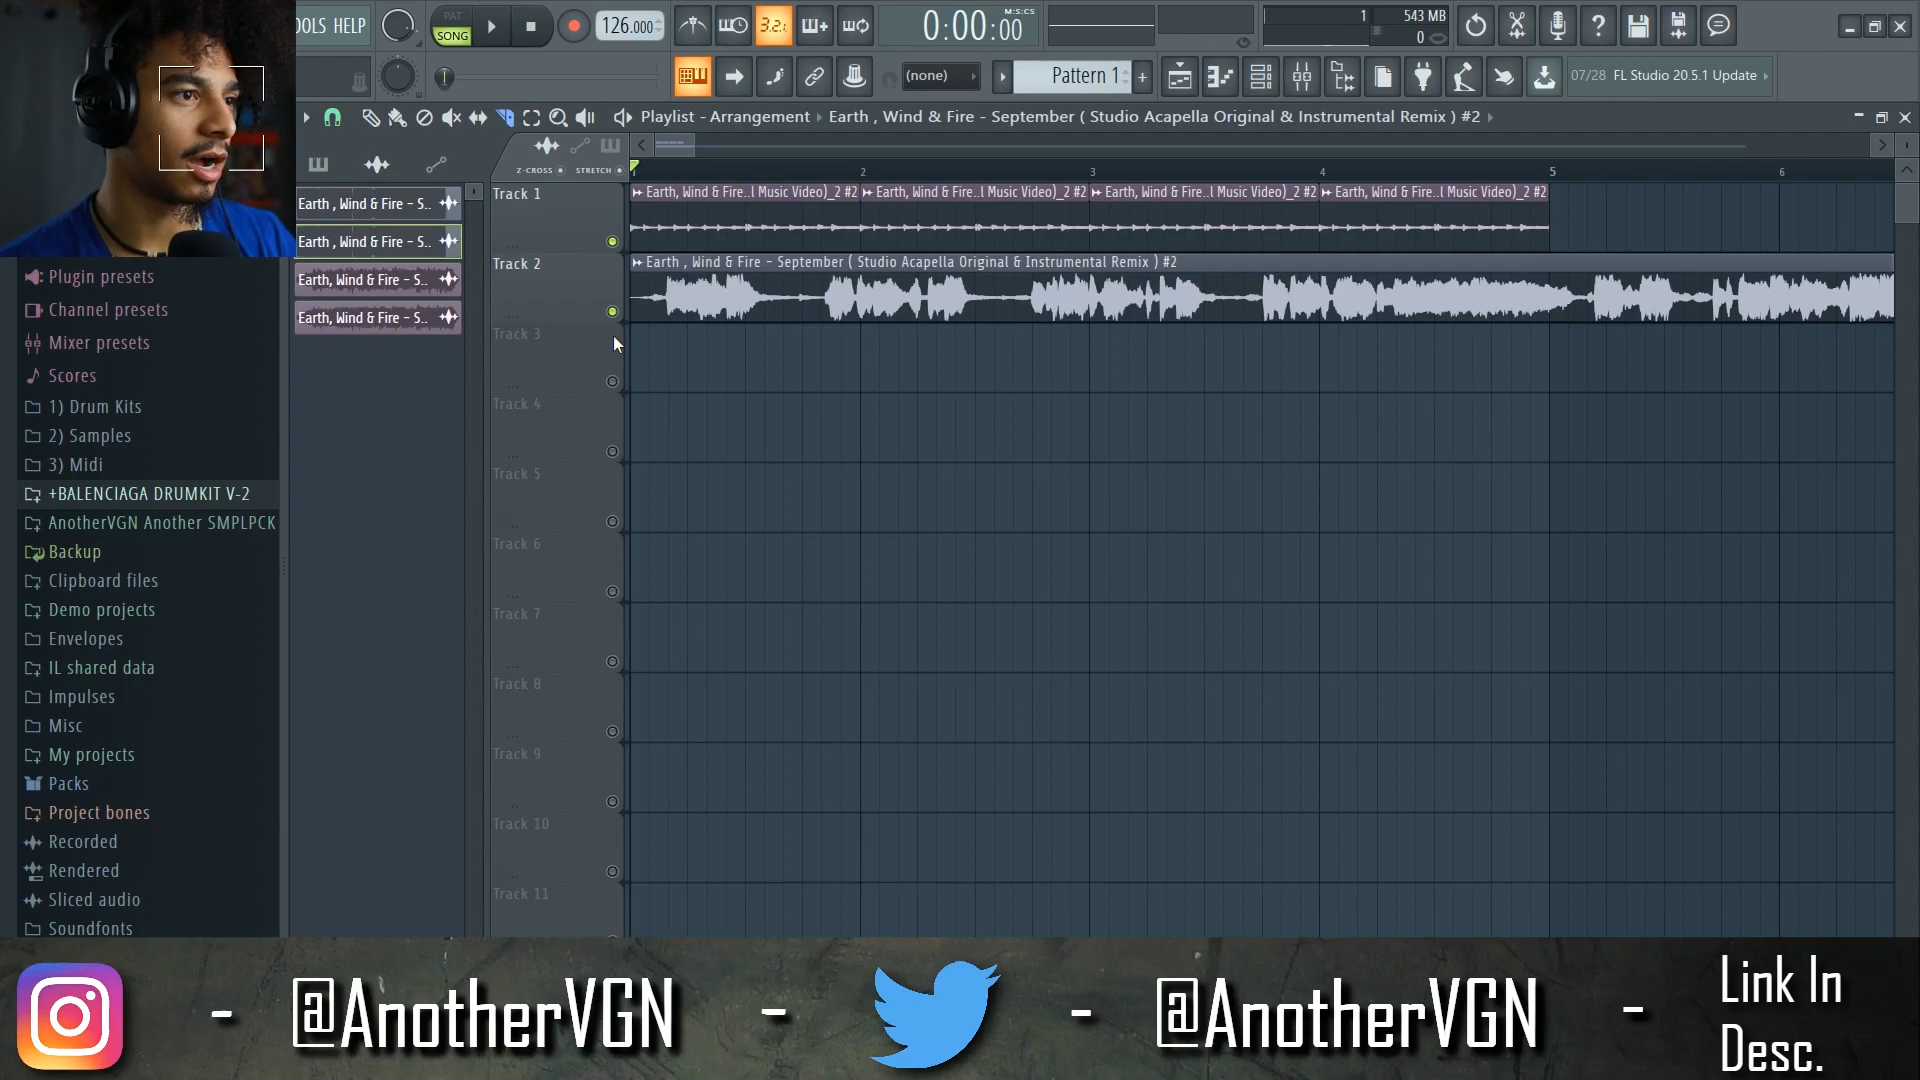 OOLS HELP
PAT
SONG
126.000
3.2.
0:00:00
M:S:CS
1
543 MB
0
(none)
Pattern 1
+
07/28 FL Studio 20.5.1 Update
Playlist - Arrangement
Earth , Wind & Fire - September ( Studio Acapella Original & Instrumental Remix ) #2
Z-CROSS
STRETCH
2
3
4
5
6
Earth , Wind & Fire - S..
Earth , Wind & Fire - S..
Earth, Wind & Fire - S..
Earth, Wind & Fire - S..
Track 1
Earth, Wind & Fire..l Music Video)_2 #2
Earth, Wind & Fire..l Music Video)_2 #2
Earth, Wind & Fire..l Music Video)_2 #2
Earth, Wind & Fire..l Music Video)_2 #2
Track 2
Earth , Wind & Fire - September ( Studio Acapella Original & Instrumental Remix ) #2
Track 3
Track 4
Track 5
Track 6
Track 7
Track 8
Track 9
Track 10
Track 11
Plugin presets
Channel presets
Mixer presets
Scores
1) Drum Kits
2) Samples
3) Midi
+BALENCIAGA DRUMKIT V-2
AnotherVGN Another SMPLPCK
Backup
Clipboard files
Demo projects
Envelopes
IL shared data
Impulses
Misc
My projects
Packs
Project bones
Recorded
Rendered
Sliced audio
Soundfonts
- @AnotherVGN - - @AnotherVGN -
Link In
Desc.